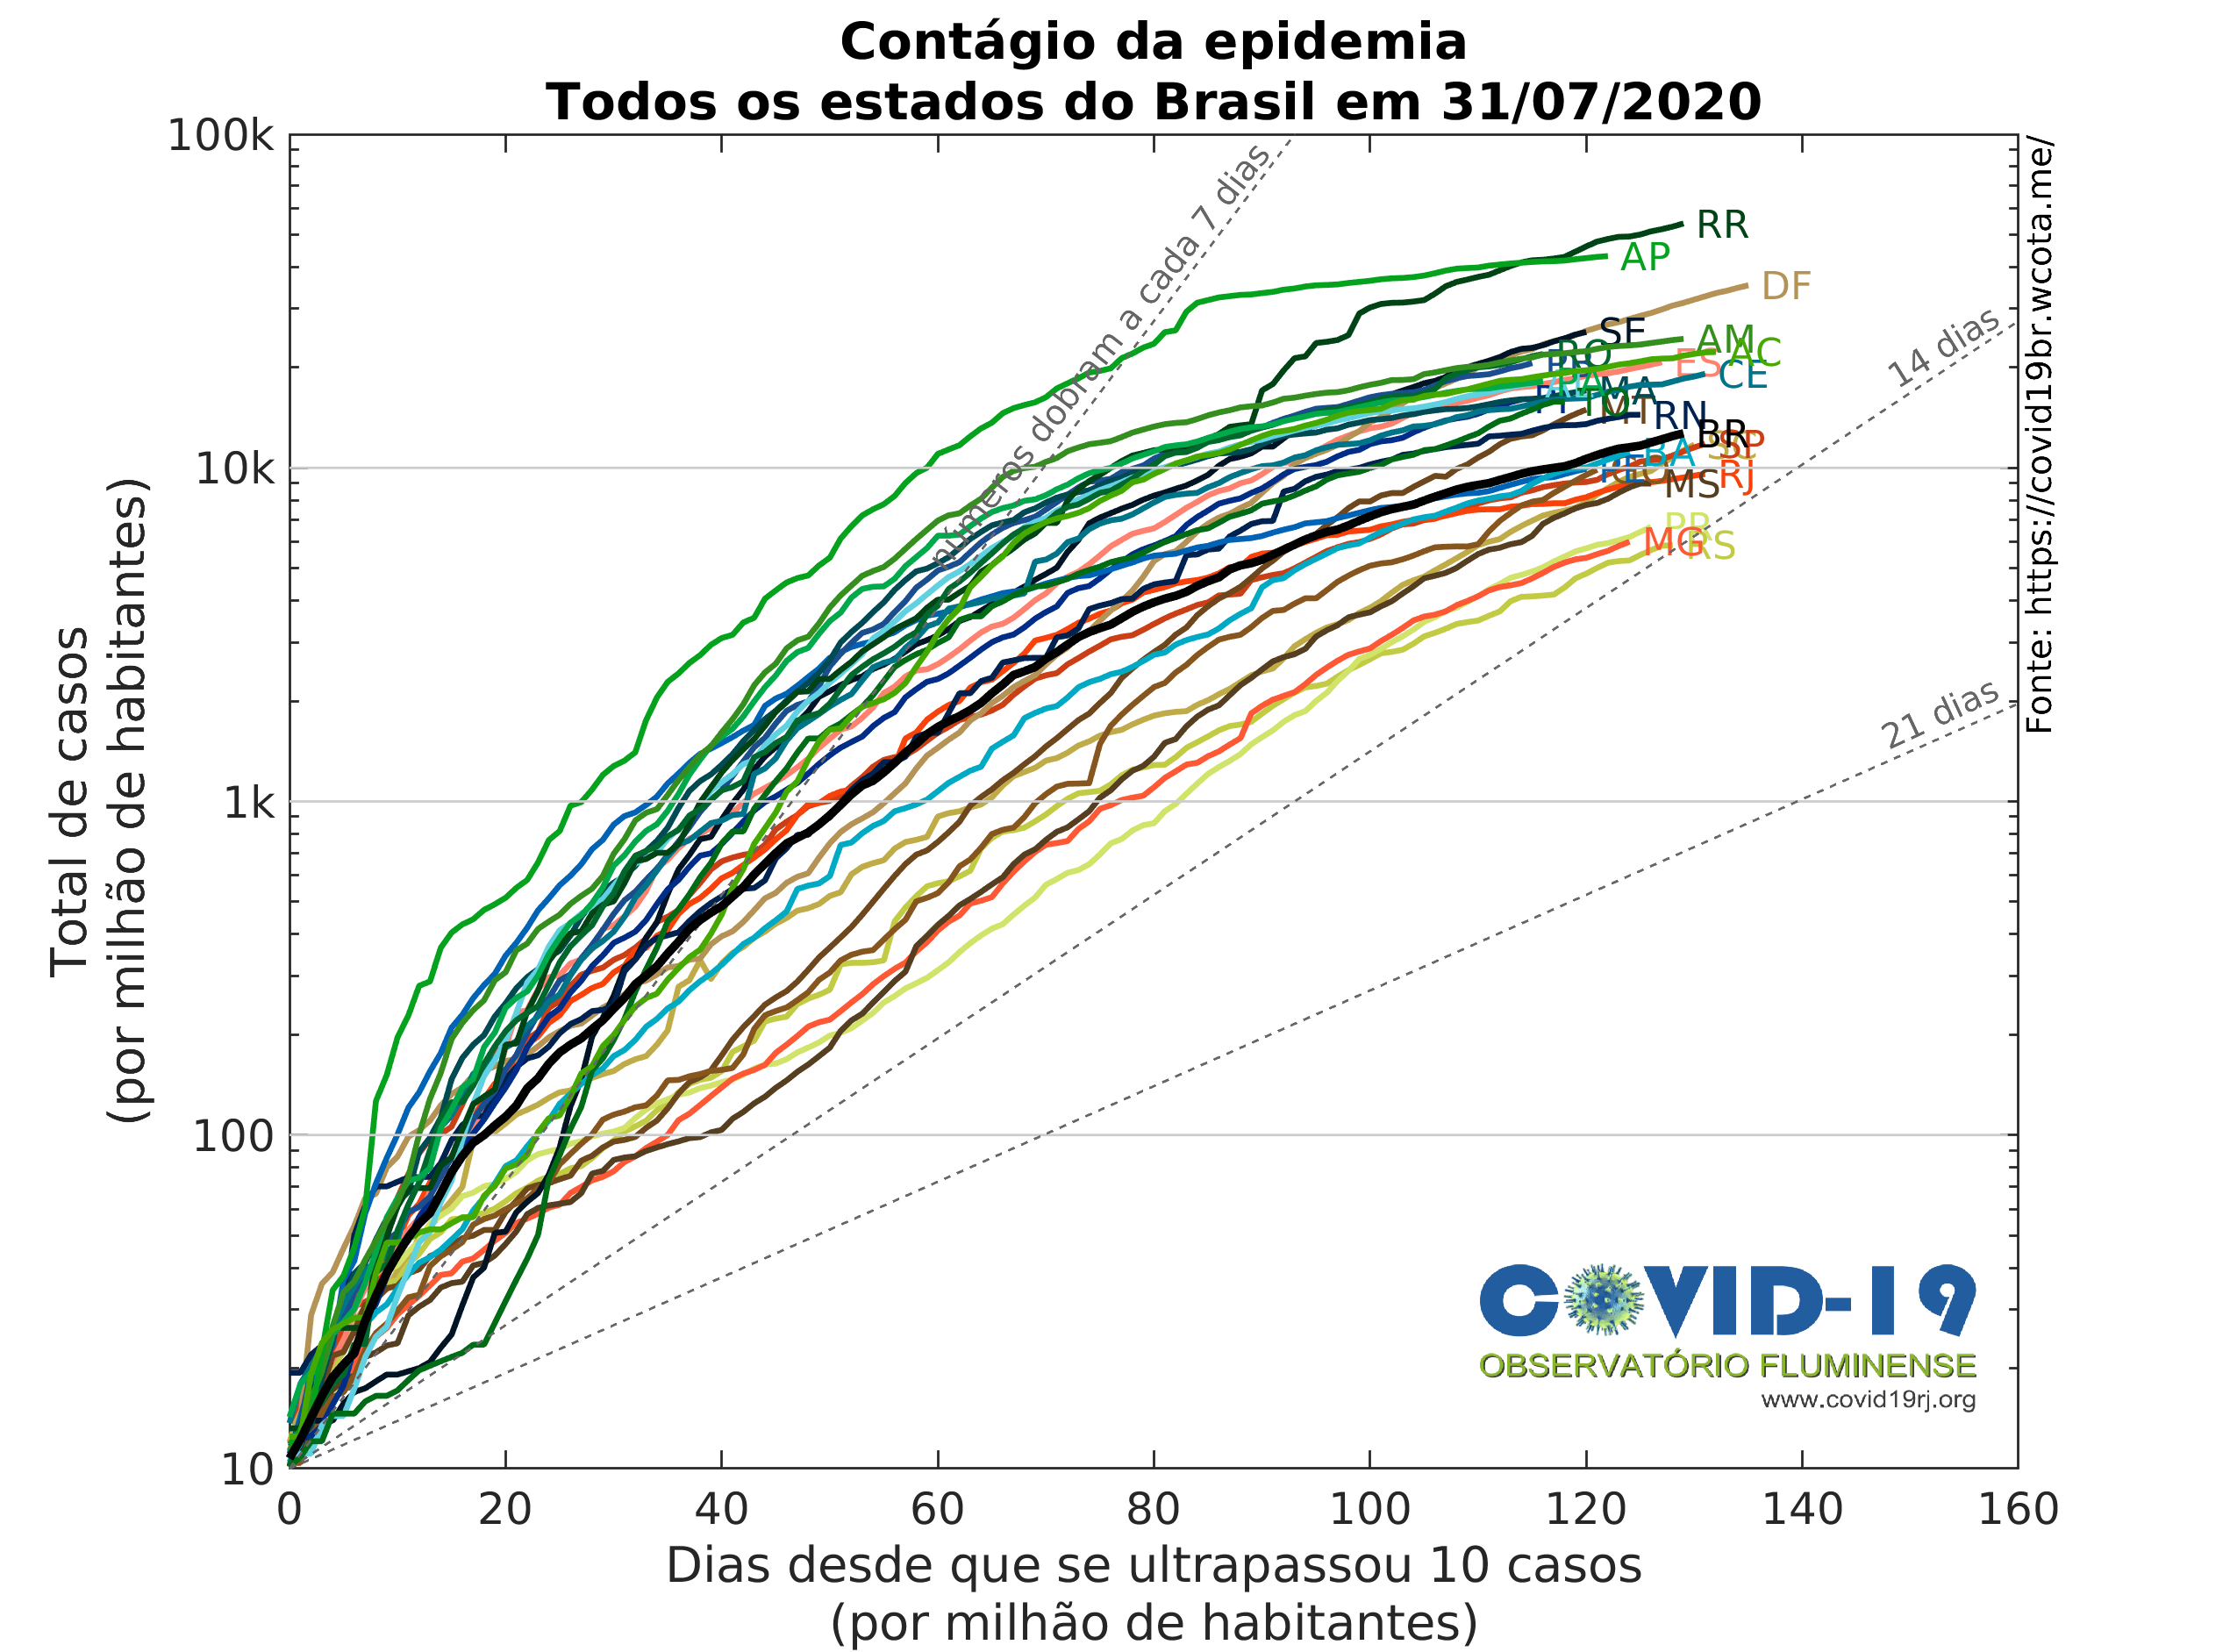 Contágio da epidemia
Todos os estados do Brasil em 31/07/2020
100k
10k
1k
100
10
0 20 40 60 80 100 120 140 160
Total de casos
(por milhão de habitantes)
Dias desde que se ultrapassou 10 casos
(por milhão de habitantes)
números dobram a cada 7 dias
14 dias
21 dias
RR
AP
DF
SE
AM
RO
AC
ES
CE
PA
MA
TO
MT
RN
BR
SP
SC
BA
RJ
MS
PR
MG
RS
Fonte: https://covid19br.wcota.me/
COVID-19
OBSERVATÓRIO FLUMINENSE
www.covid19rj.org